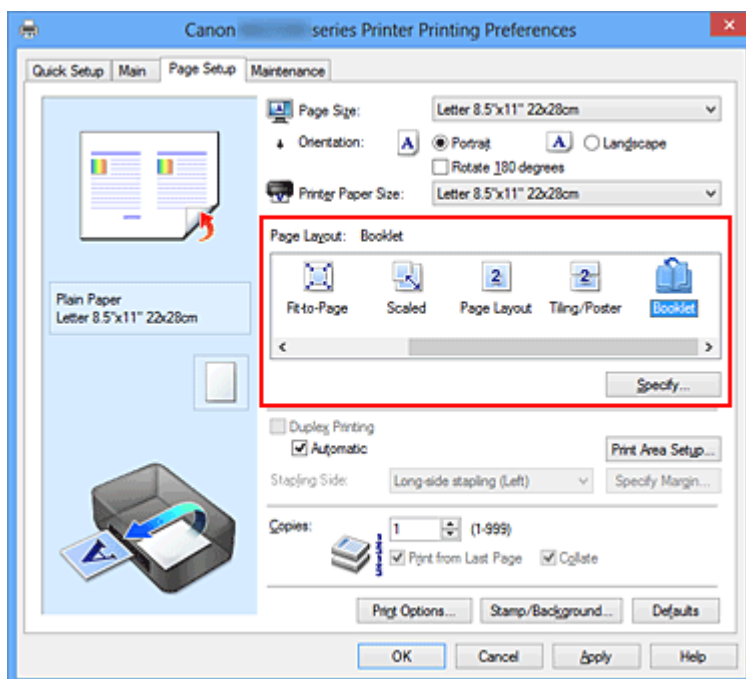 Canon series Printer Printing Preferences
Quick Setup Main Page Setup Maintenance
Page Size: Letter 8.5"x11" 22x28cm
Orientation: A Portrait A Landscape
Rotate 180 degrees
Printer Paper Size: Letter 8.5"x11" 22x28cm
Page Layout: Booklet
Fit-to-Page Scaled Page Layout Tiling/Poster Booklet
Specify...
Plain Paper
Letter 8.5"x11" 22x28cm
Duplex Printing
Automatic
Print Area Setup...
Stapling Side: Long-side stapling (Left) Specify Margin...
Copies: 1 (1-999)
Print from Last Page Collate
Print Options... Stamp/Background... Defaults
OK Cancel Apply Help